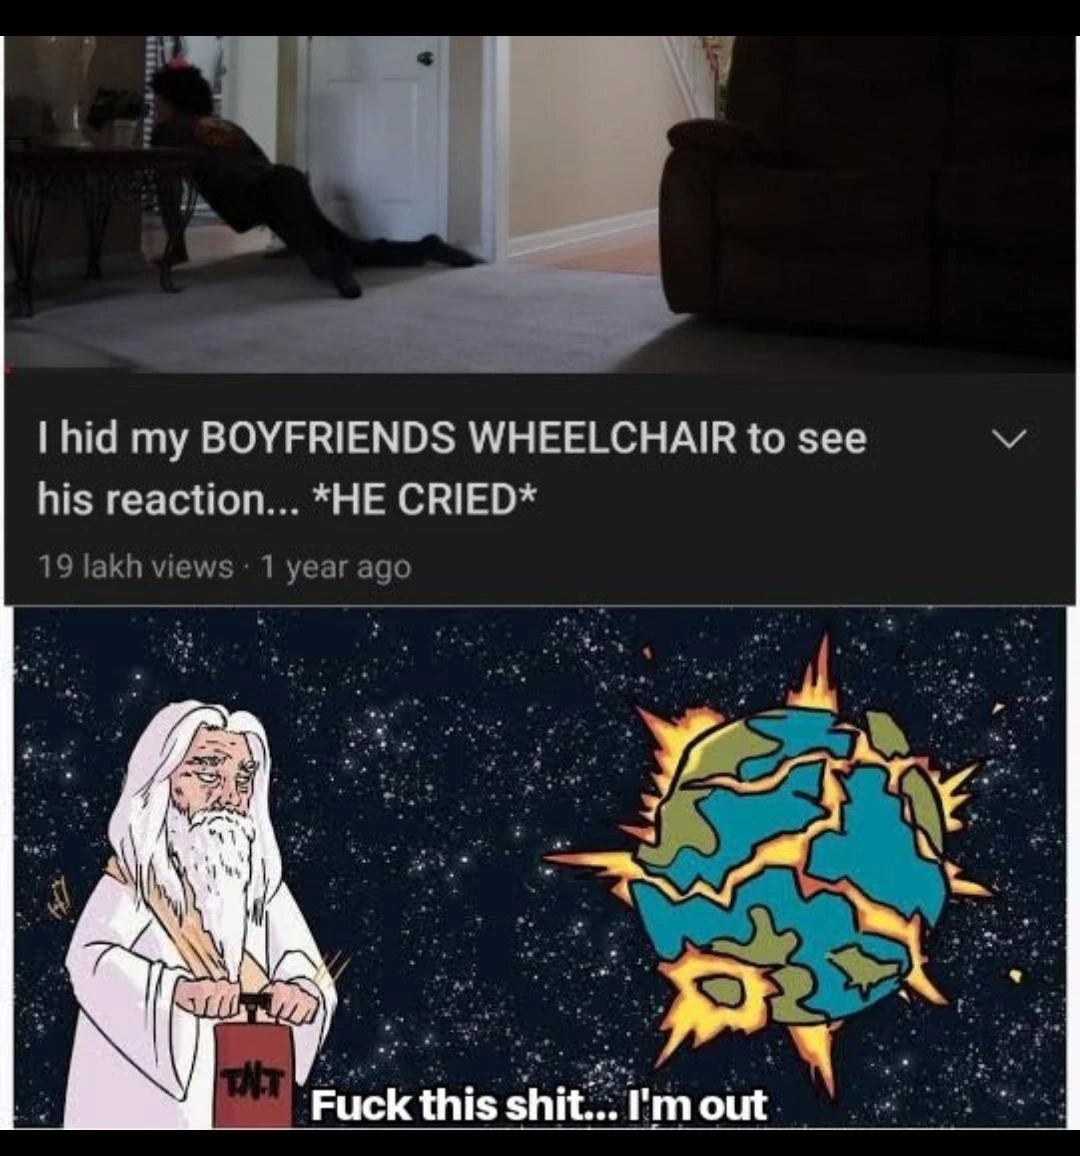 I hid my BOYFRIENDS WHEELCHAIR to see
his reaction... *HE CRIED*
19 lakh views · 1 year ago
TNT
Fuck this shit... I'm out